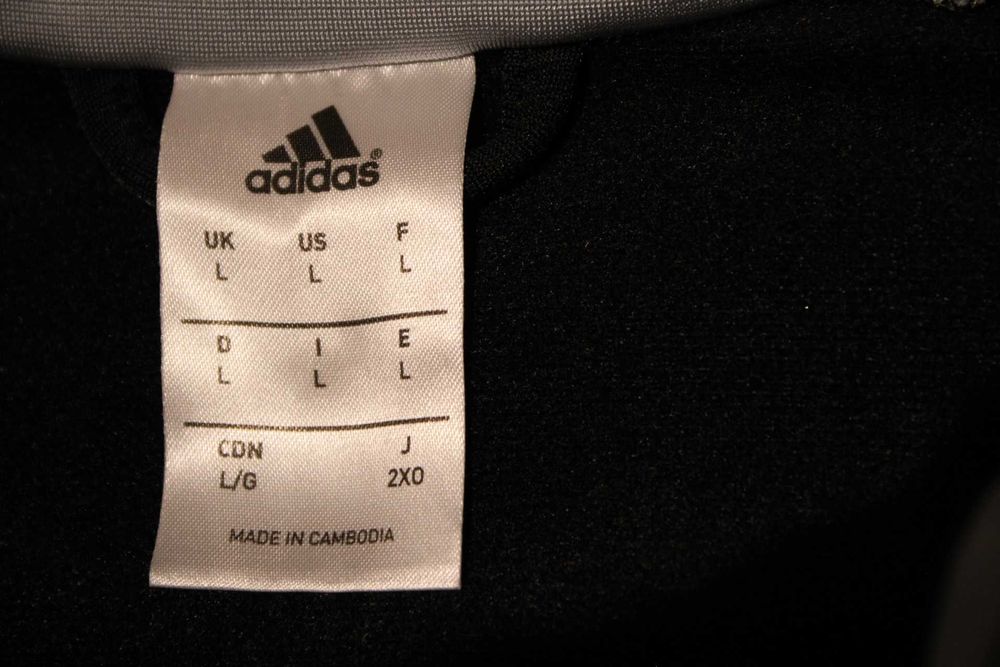 adidas®
UK US F
L L L
D I E
L L L
CDN J
L/G 2XO
MADE IN CAMBODIA